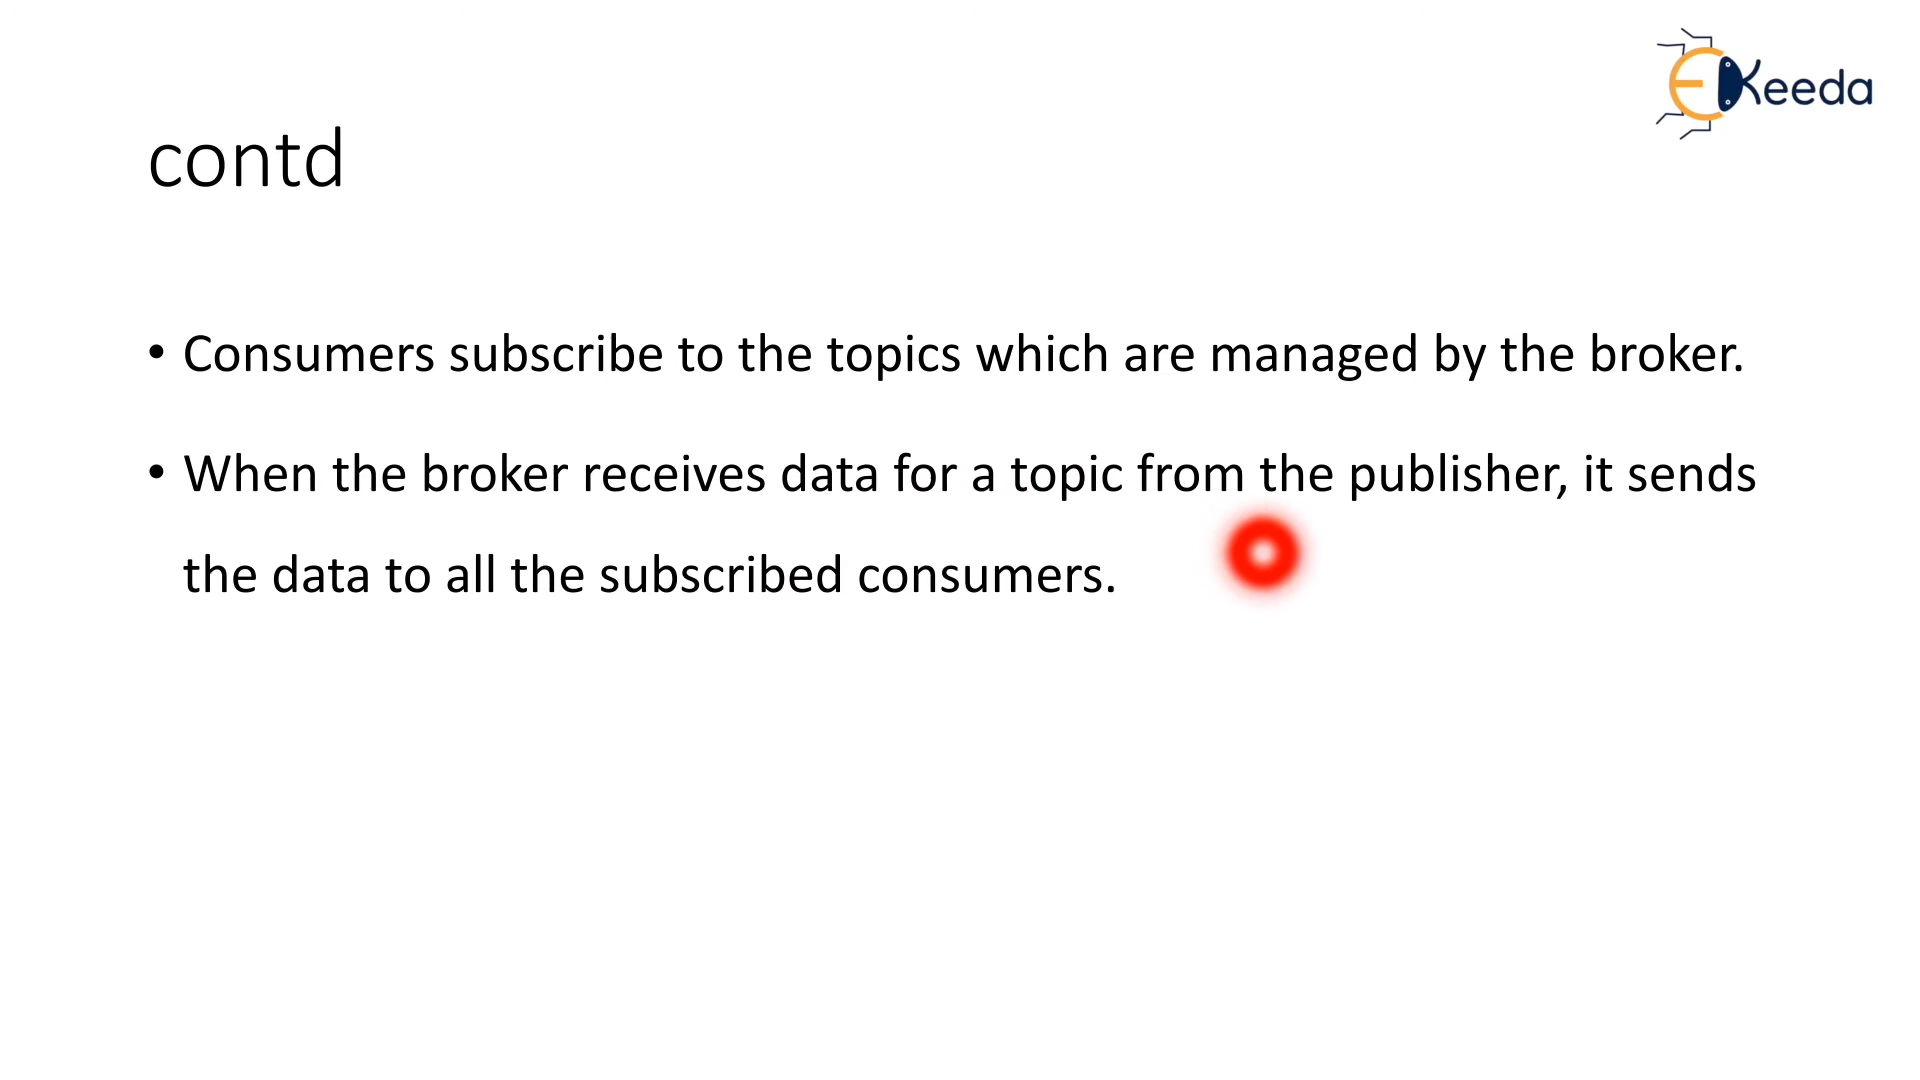 EKeeda
contd
• Consumers subscribe to the topics which are managed by the broker.
• When the broker receives data for a topic from the publisher, it sends
the data to all the subscribed consumers.